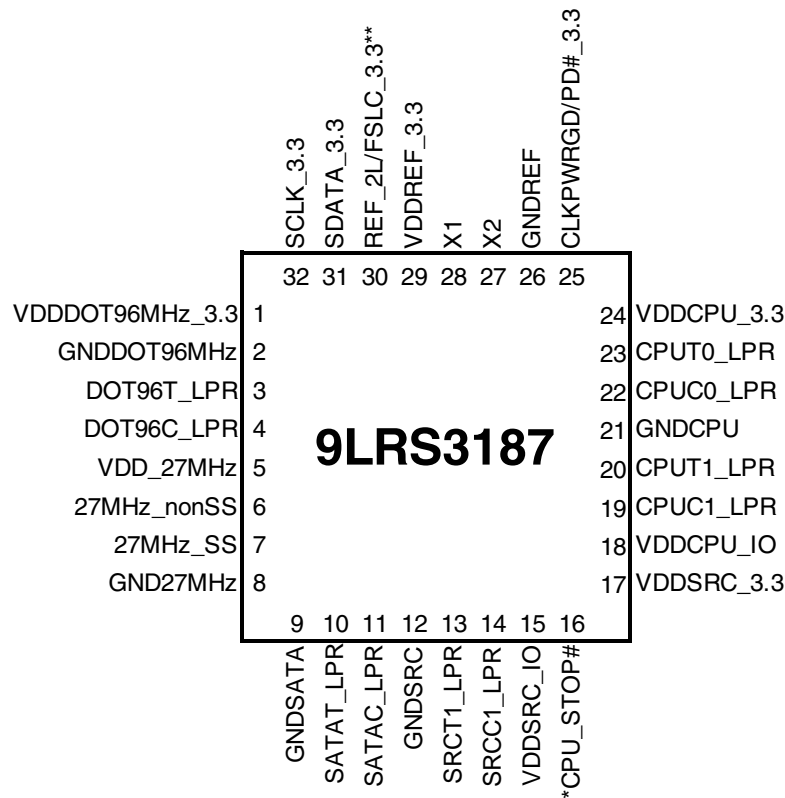 SCLK_3.3
SDATA_3.3
REF_2L/FSLC_3.3**
VDDREF_3.3
X1
X2
GNDREF
CLKPWRGD/PD#_3.3
32 31 30 29 28 27 26 25
VDDDOT96MHz_3.3 1
GNDDOT96MHz 2
DOT96T_LPR 3
DOT96C_LPR 4
VDD_27MHz 5
27MHz_nonSS 6
27MHz_SS 7
GND27MHz 8
9LRS3187
24 VDDCPU_3.3
23 CPUT0_LPR
22 CPUC0_LPR
21 GNDCPU
20 CPUT1_LPR
19 CPUC1_LPR
18 VDDCPU_IO
17 VDDSRC_3.3
9 10 11 12 13 14 15 16
GNDSATA
SATAT_LPR
SATAC_LPR
GNDSRC
SRCT1_LPR
SRCC1_LPR
VDDSRC_IO
*CPU_STOP#